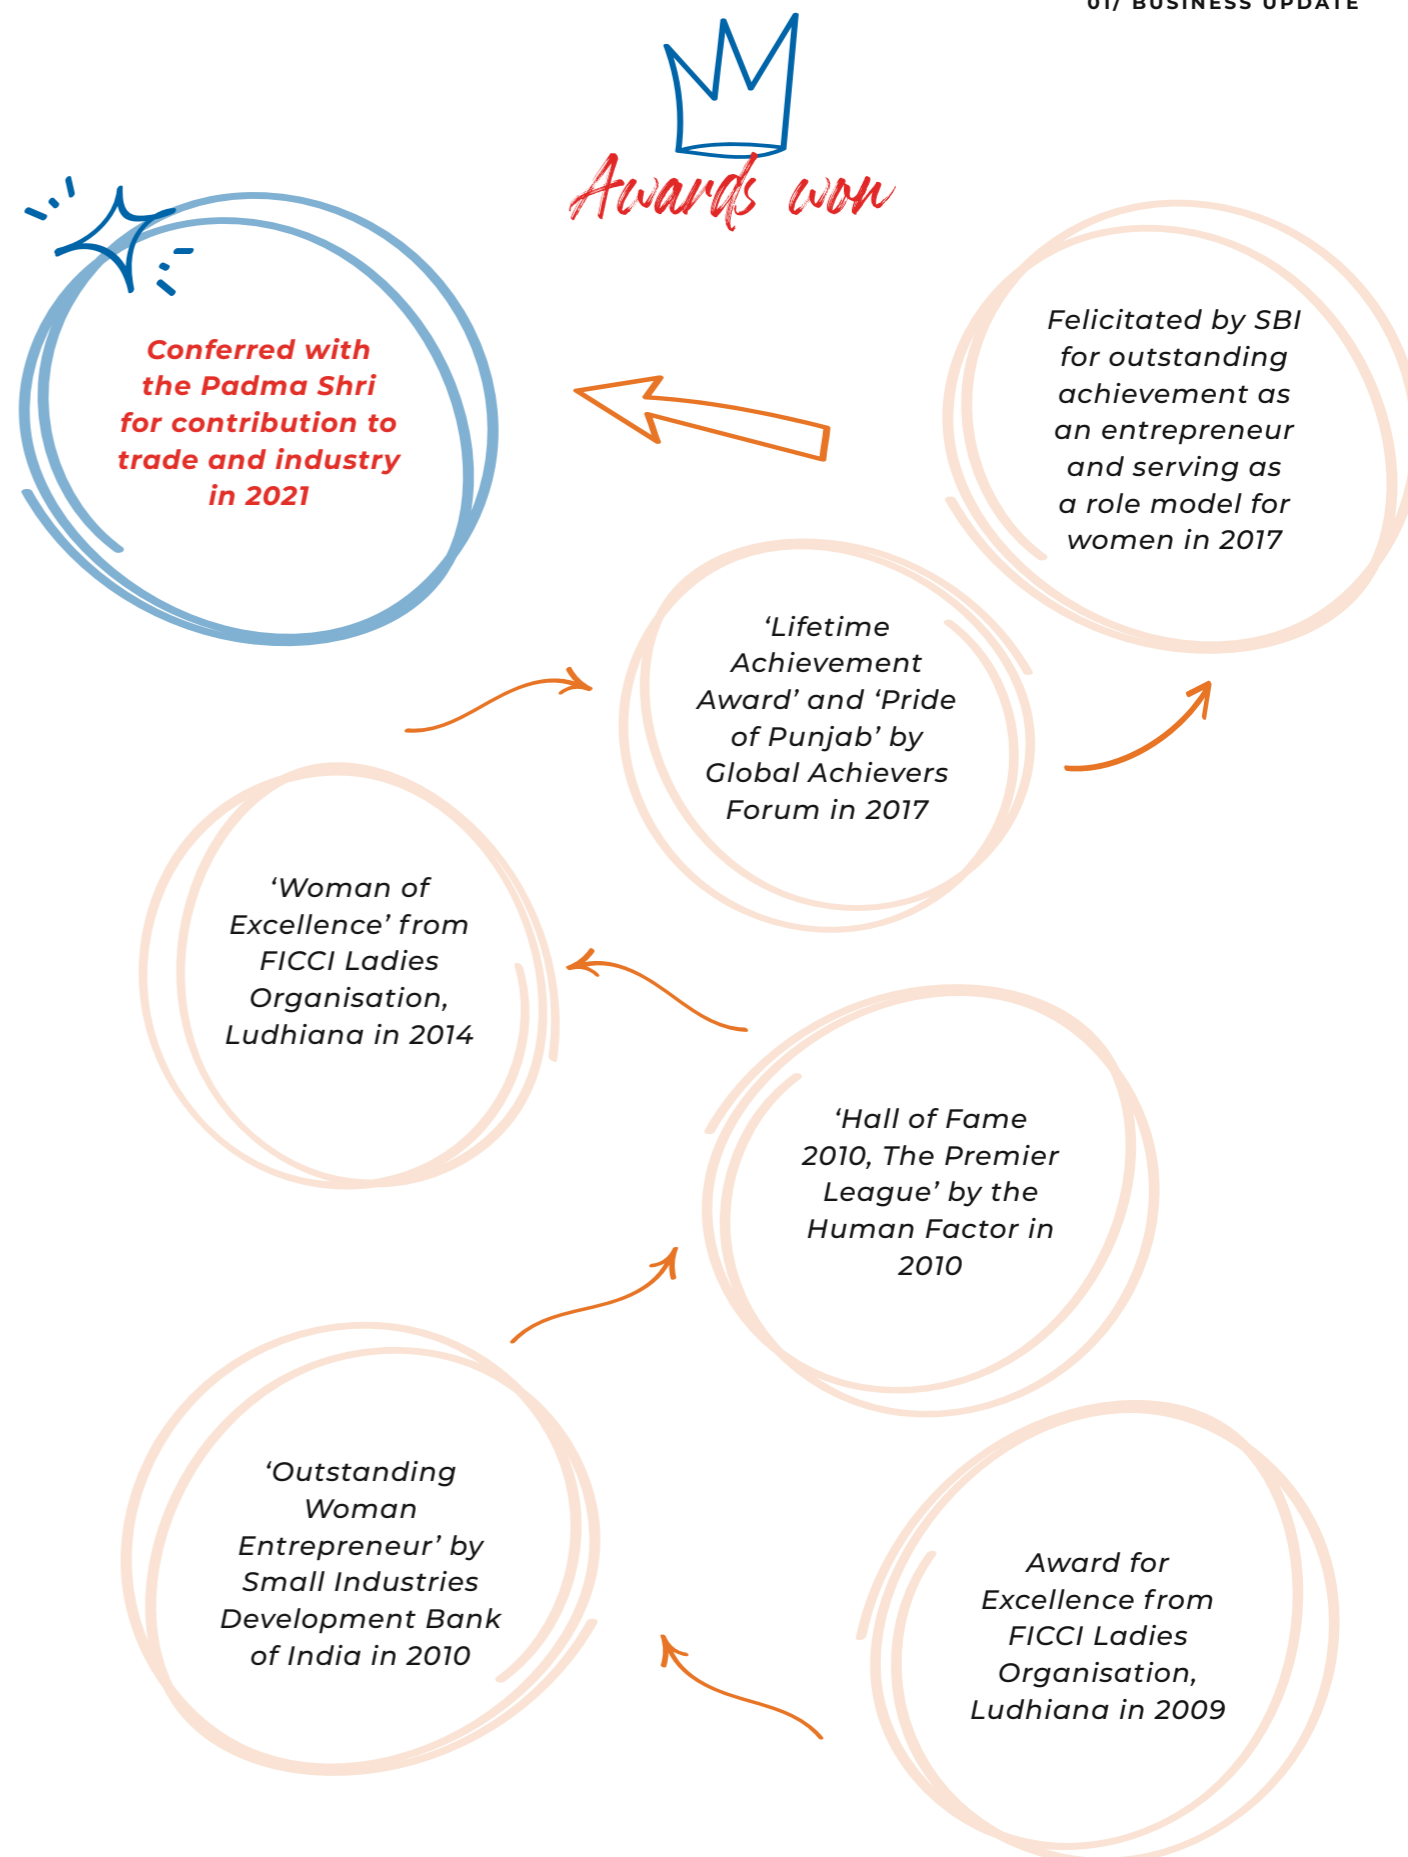 01/ BUSINESS UPDATE
Awards won
Conferred with
the Padma Shri
for contribution to
trade and industry
in 2021
Felicitated by SBI
for outstanding
achievement as
an entrepreneur
and serving as
a role model for
women in 2017
‘Lifetime
Achievement
Award’ and ‘Pride
of Punjab’ by
Global Achievers
Forum in 2017
‘Woman of
Excellence’ from
FICCI Ladies
Organisation,
Ludhiana in 2014
‘Hall of Fame
2010, The Premier
League’ by the
Human Factor in
2010
‘Outstanding
Woman
Entrepreneur’ by
Small Industries
Development Bank
of India in 2010
Award for
Excellence from
FICCI Ladies
Organisation,
Ludhiana in 2009